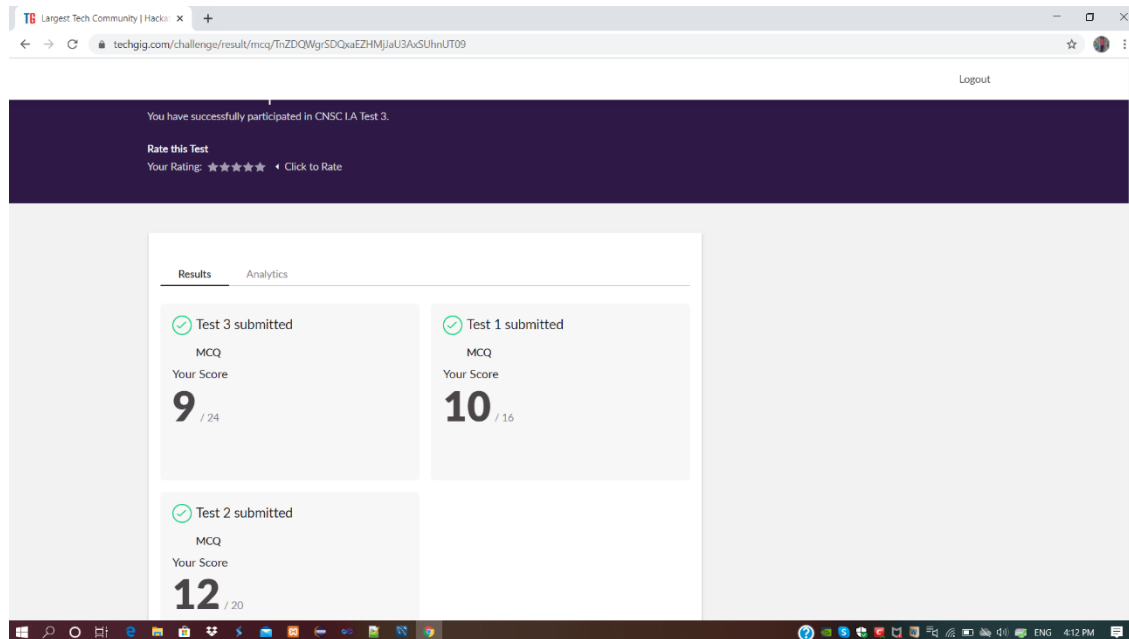 TG Largest Tech Community | Hacka
techgig.com/challenge/result/mcq/TnZDQWgrSDQxaEZHMjJaU3AxSUhnUT09
Logout
You have successfully participated in CNSC I.A Test 3.
Rate this Test
Your Rating: Click to Rate
Results Analytics
Test 3 submitted
MCQ
Your Score
9 / 24
Test 1 submitted
MCQ
Your Score
10 / 16
Test 2 submitted
MCQ
Your Score
12 / 20
ENG 4:12 PM